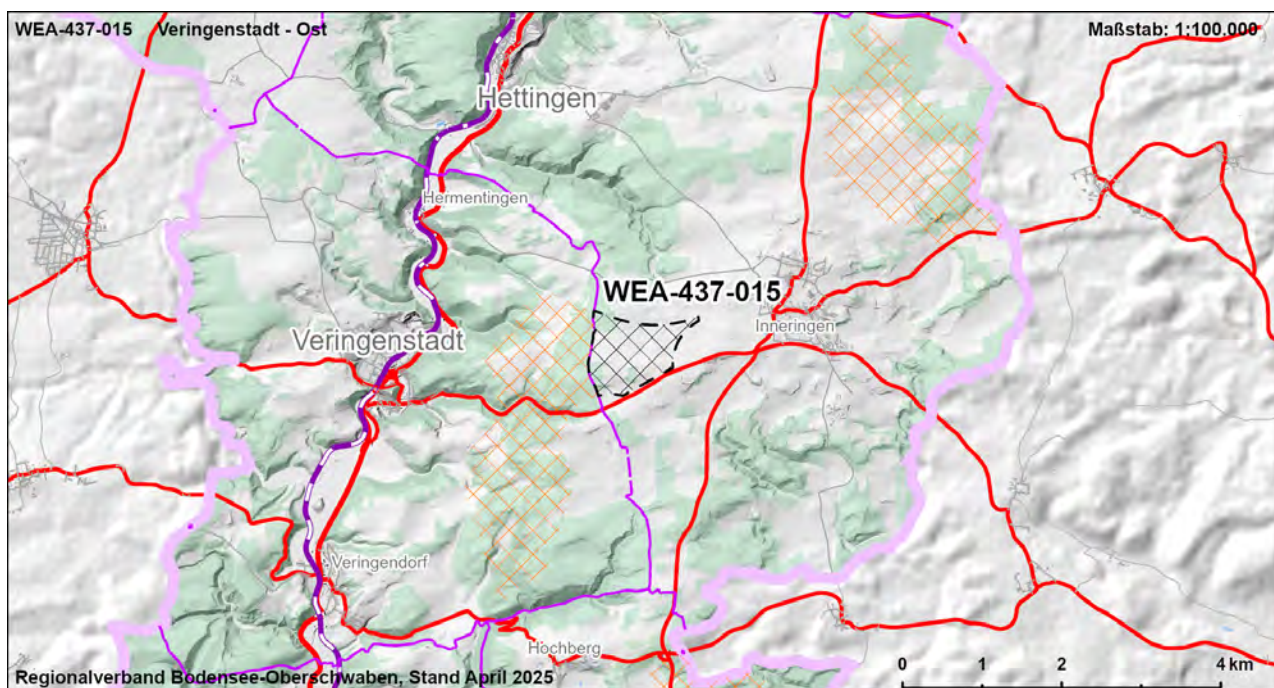 WEA-437-015 Veringenstadt - Ost
Maßstab: 1:100.000
Hettingen
Hermentingen
WEA-437-015
Inneringen
Veringenstadt
Veringendorf
Hochberg
0 1 2 4 km
Regionalverband Bodensee-Oberschwaben, Stand April 2025